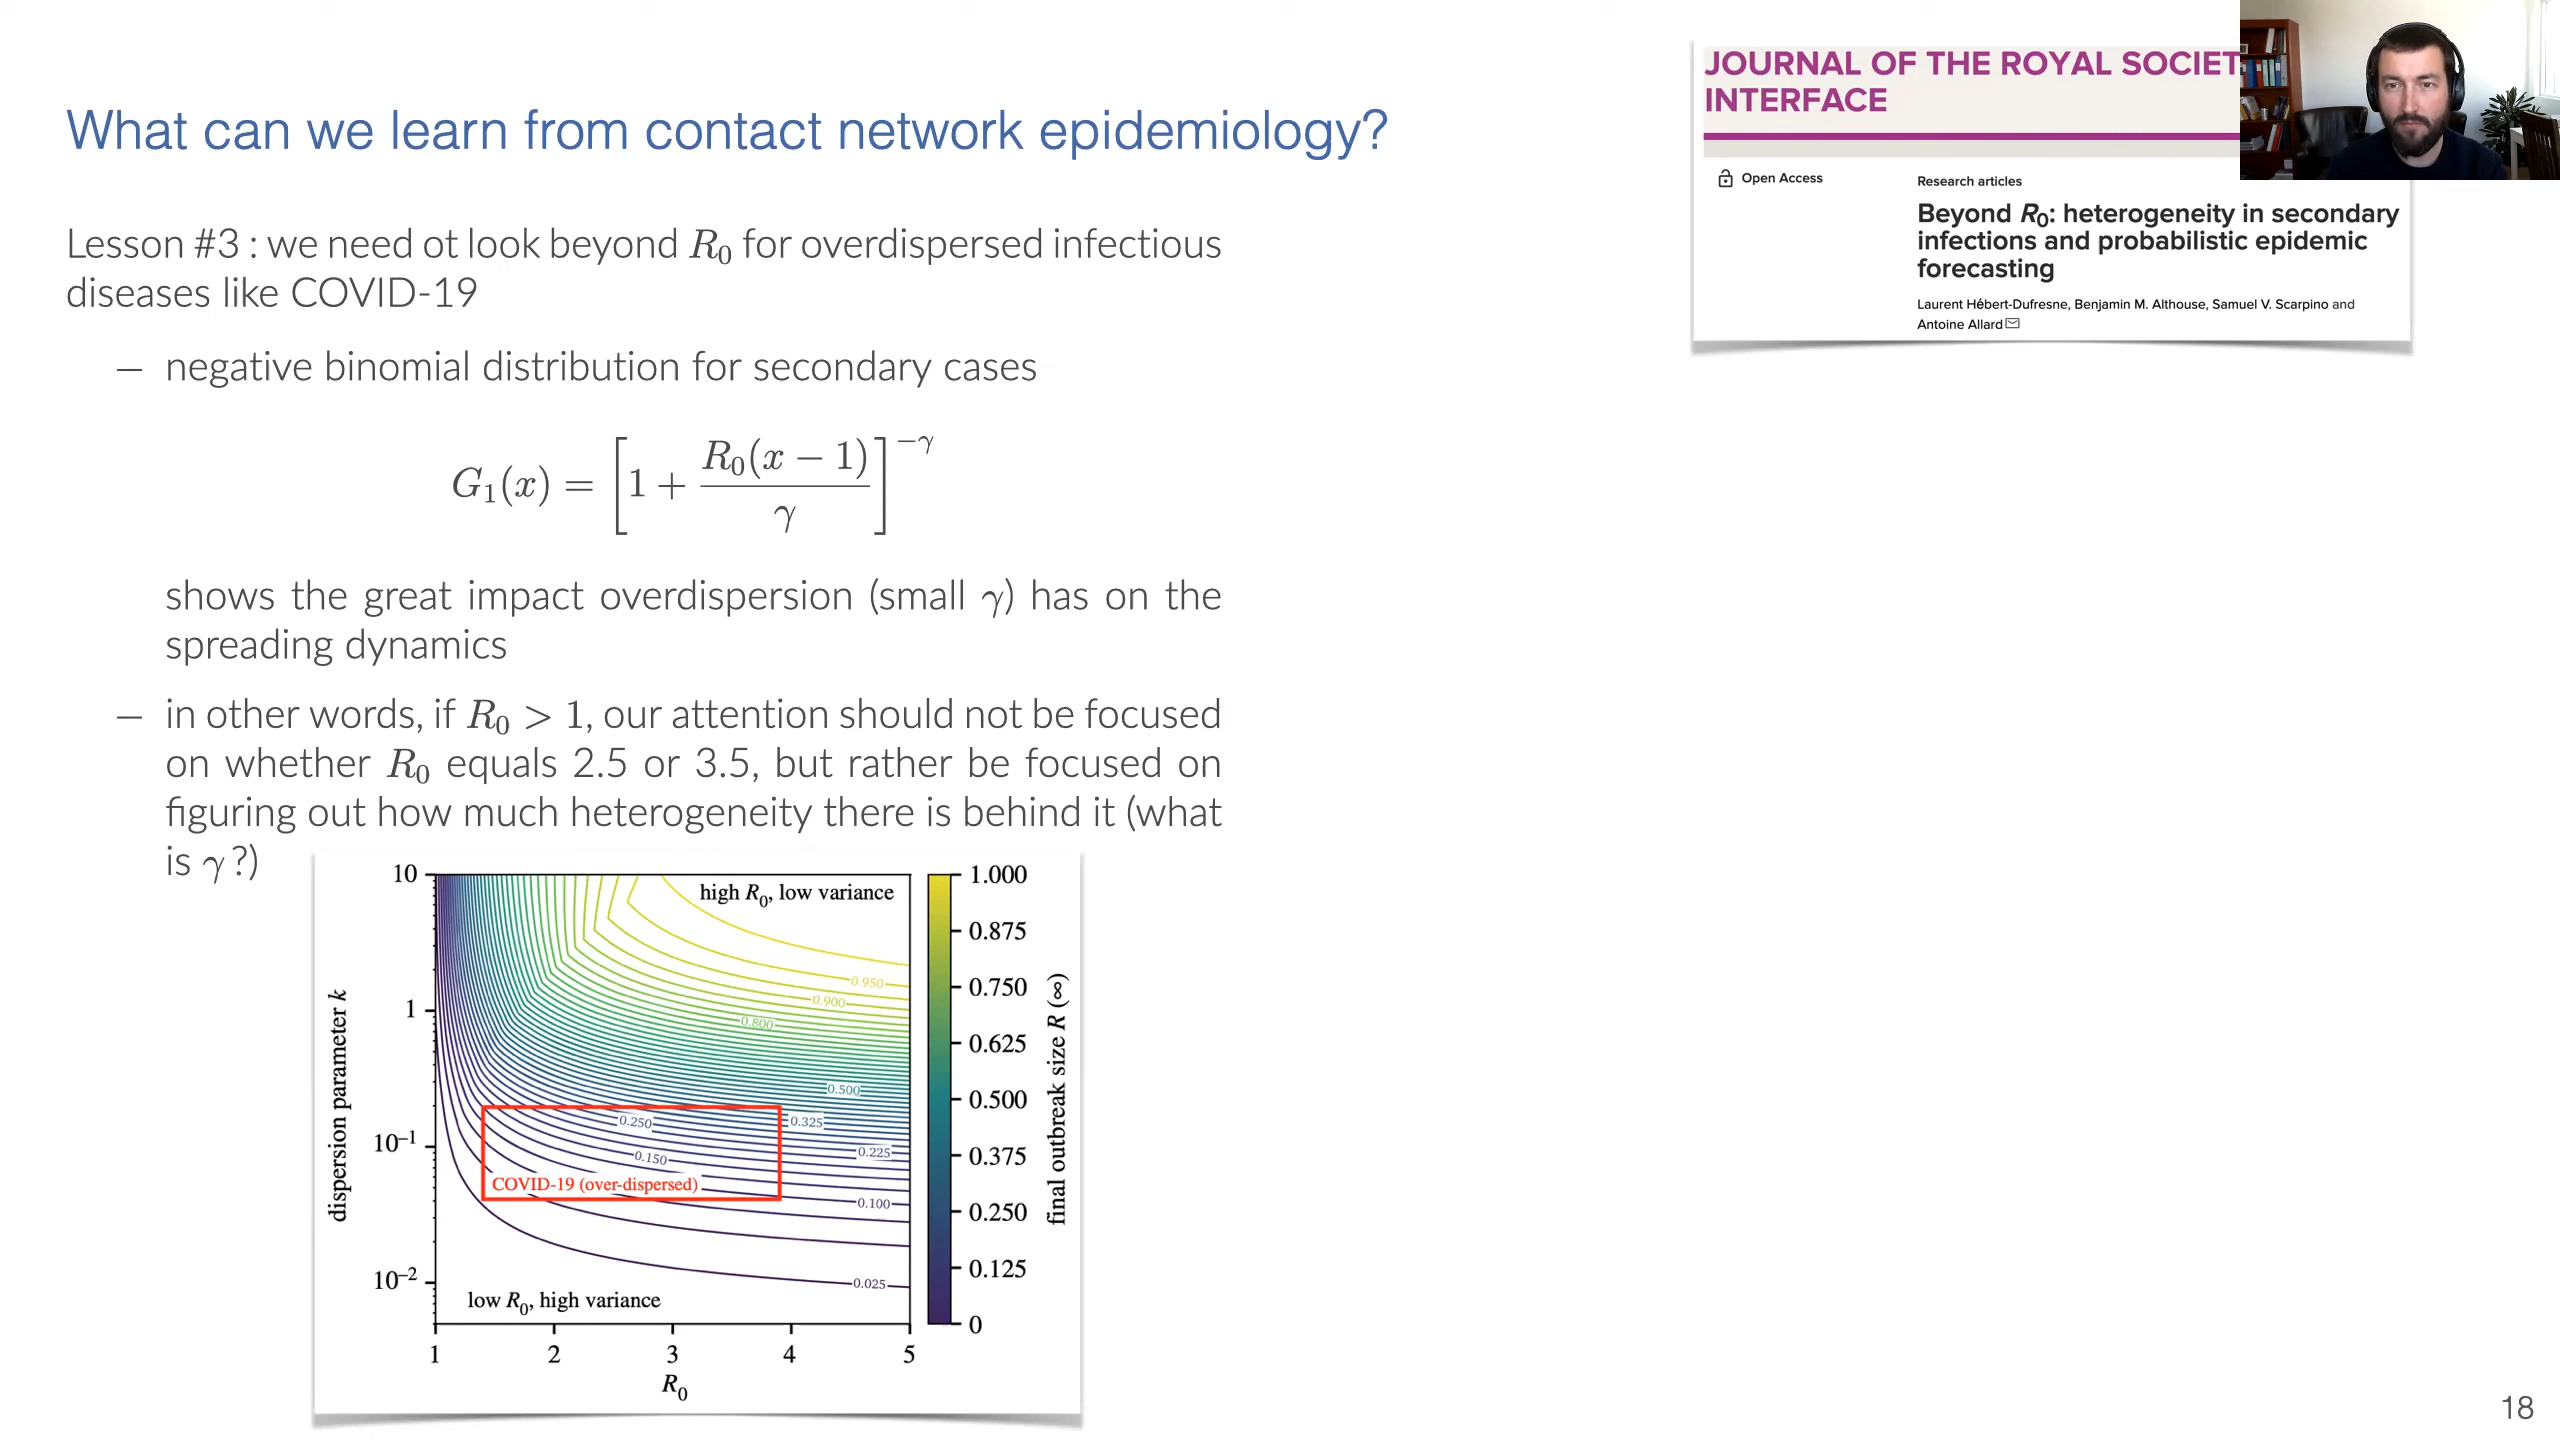 What can we learn from contact network epidemiology?
Lesson #3 : we need ot look beyond R₀ for overdispersed infectious
diseases like COVID-19
– negative binomial distribution for secondary cases
G₁(x) = [1 + R₀(x − 1) / γ]^−γ
shows the great impact overdispersion (small γ) has on the
spreading dynamics
– in other words, if R₀ > 1, our attention should not be focused
on whether R₀ equals 2.5 or 3.5, but rather be focused on
figuring out how much heterogeneity there is behind it (what
is γ?)
JOURNAL OF THE ROYAL SOCIET
INTERFACE
Open Access
Research articles
Beyond R₀: heterogeneity in secondary
infections and probabilistic epidemic
forecasting
Laurent Hébert-Dufresne, Benjamin M. Althouse, Samuel V. Scarpino and
Antoine Allard
dispersion parameter k
10
1
10⁻¹
10⁻²
high R₀, low variance
0.950
0.900
0.800
0.500
0.250
0.325
0.150
0.225
COVID-19 (over-dispersed)
0.100
0.025
low R₀, high variance
1 2 3 4 5
R₀
1.000
0.875
0.750
0.625
0.500
0.375
0.250
0.125
0
final outbreak size R (∞)
18